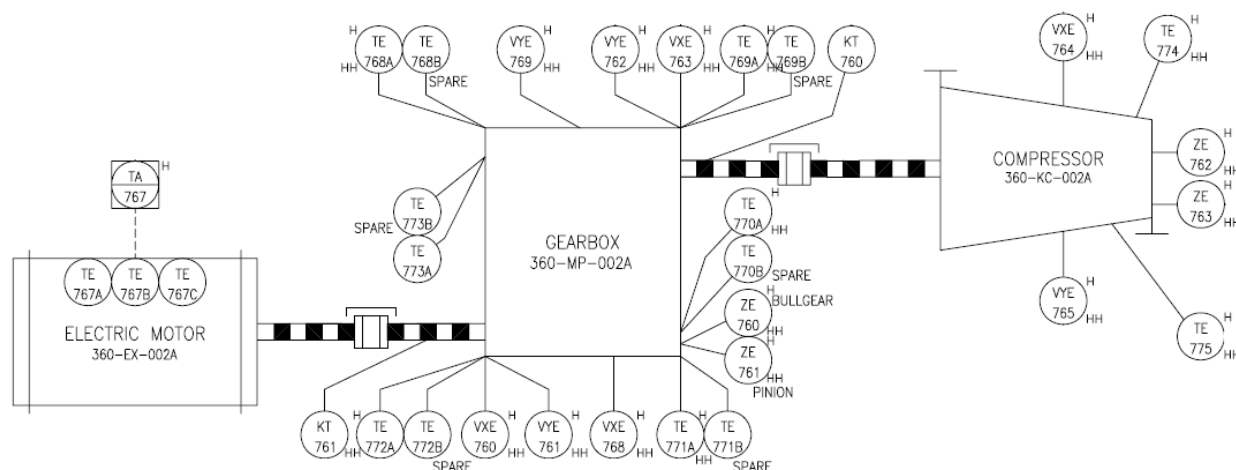 H
TE
768A
HH
TE
768B
SPARE
VYE
769
H
HH
VYE
762
H
HH
VXE
763
H
HH
TE
769A
H
HH
TE
769B
SPARE
KT
760
VXE
764
H
HH
TE
774
H
HH
TA
767
H
TE
773B
SPARE
TE
773A
GEARBOX
360-MP-002A
COMPRESSOR
360-KC-002A
ZE
762
H
HH
ZE
763
H
HH
TE
770A
H
HH
TE
770B
SPARE
BULLGEAR
ZE
760
H
HH
ZE
761
H
HH
PINION
VYE
765
H
HH
TE
775
H
HH
TE
767A
TE
767B
TE
767C
ELECTRIC MOTOR
360-EX-002A
KT
761
H
HH
TE
772A
TE
772B
SPARE
VXE
760
H
HH
VYE
761
H
HH
VXE
768
H
HH
TE
771A
H
HH
TE
771B
SPARE